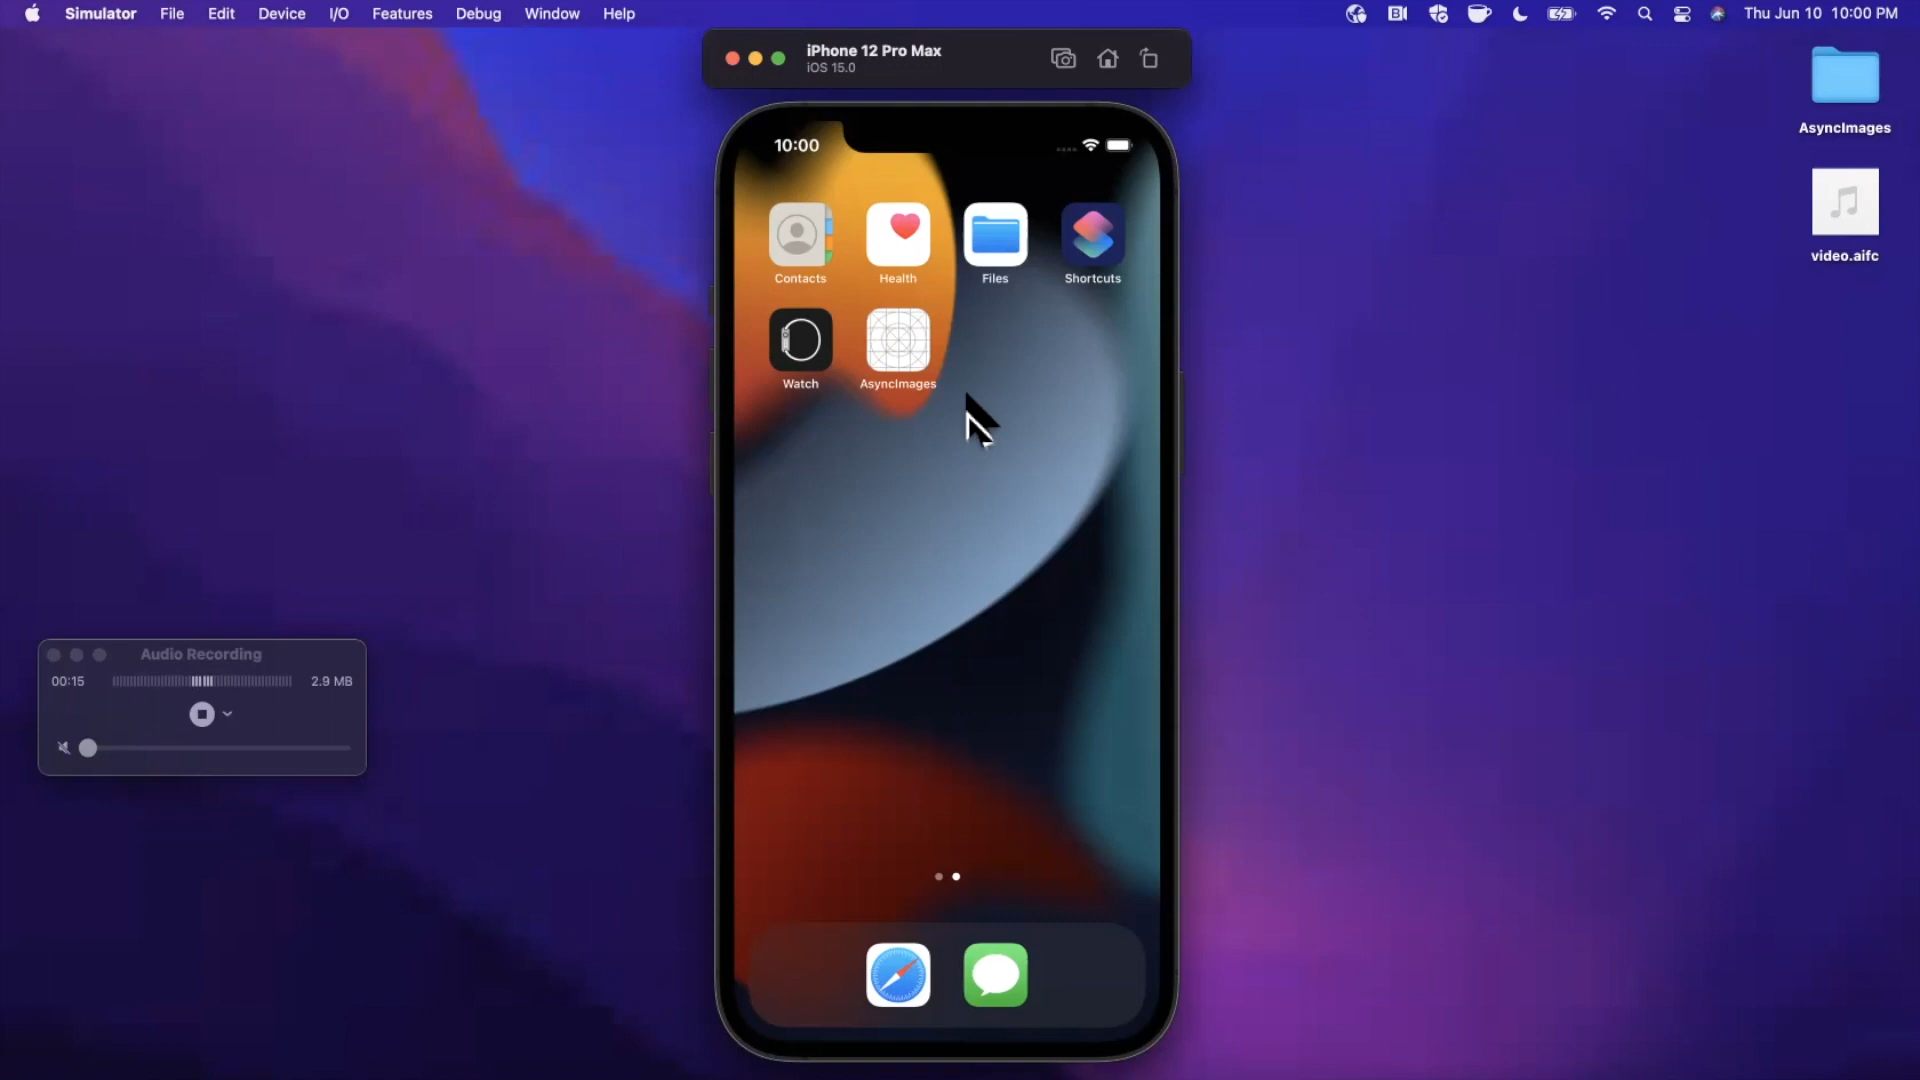 Simulator File Edit Device I/O Features Debug Window Help Thu Jun 10 10:00 PM
iPhone 12 Pro Max
iOS 15.0
AsyncImages
video.aifc
10:00
Contacts Health Files Shortcuts
Watch AsyncImages
Audio Recording
00:15 2.9 MB